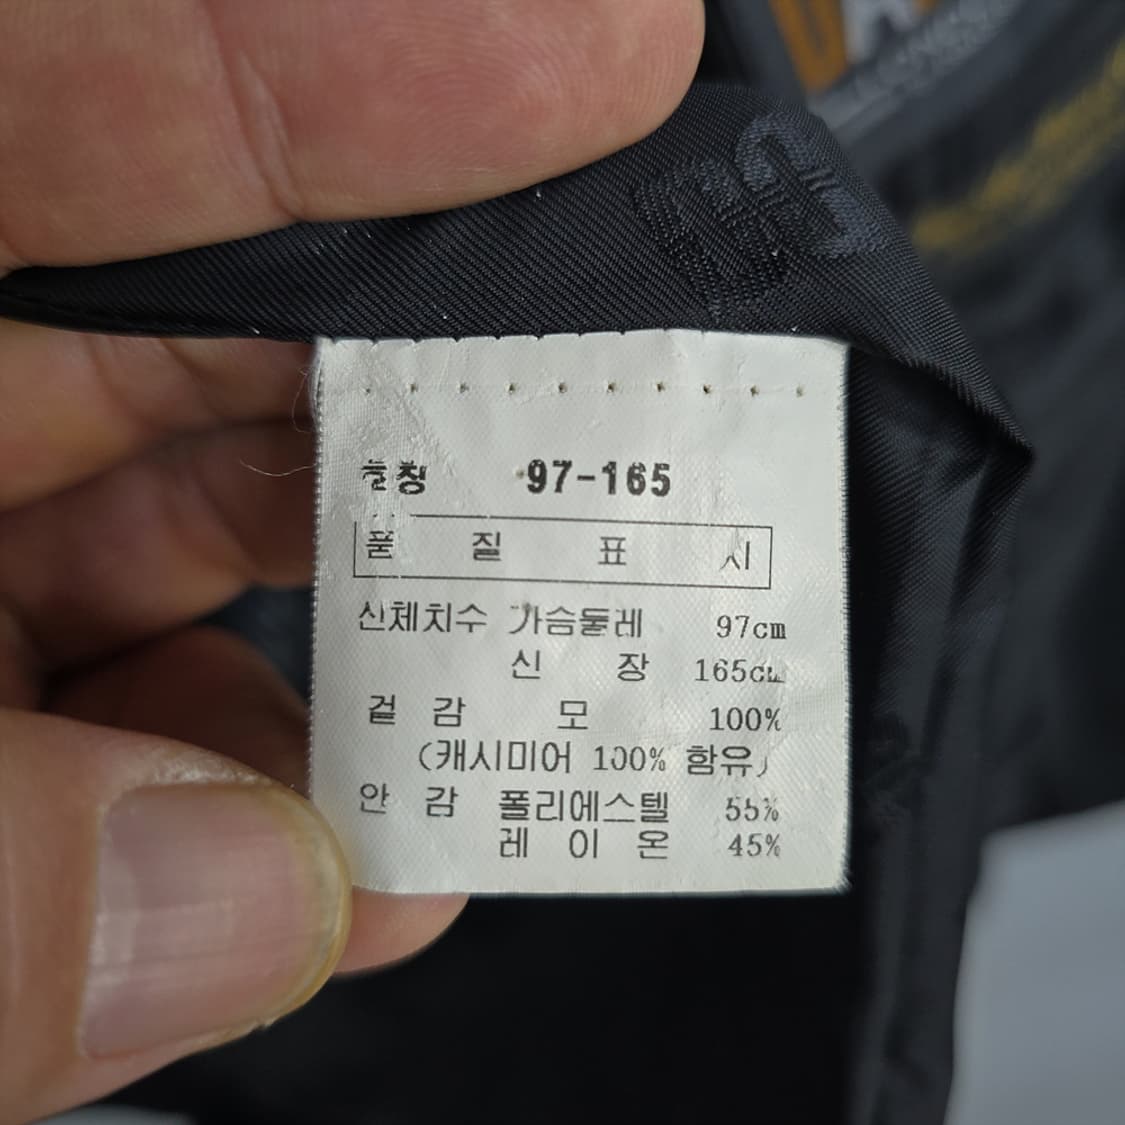 호칭 97-165
품 질 표 시
신체치수 가슴둘레 97cm
신 장 165cm
겉 감 모 100%
(캐시미어 100% 함유)
안 감 폴리에스텔 55%
레 이 온 45%